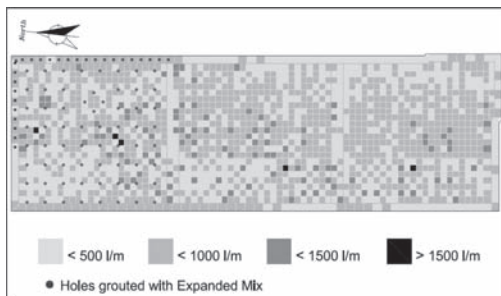 North
< 500 l/m < 1000 l/m < 1500 l/m > 1500 l/m
Holes grouted with Expanded Mix